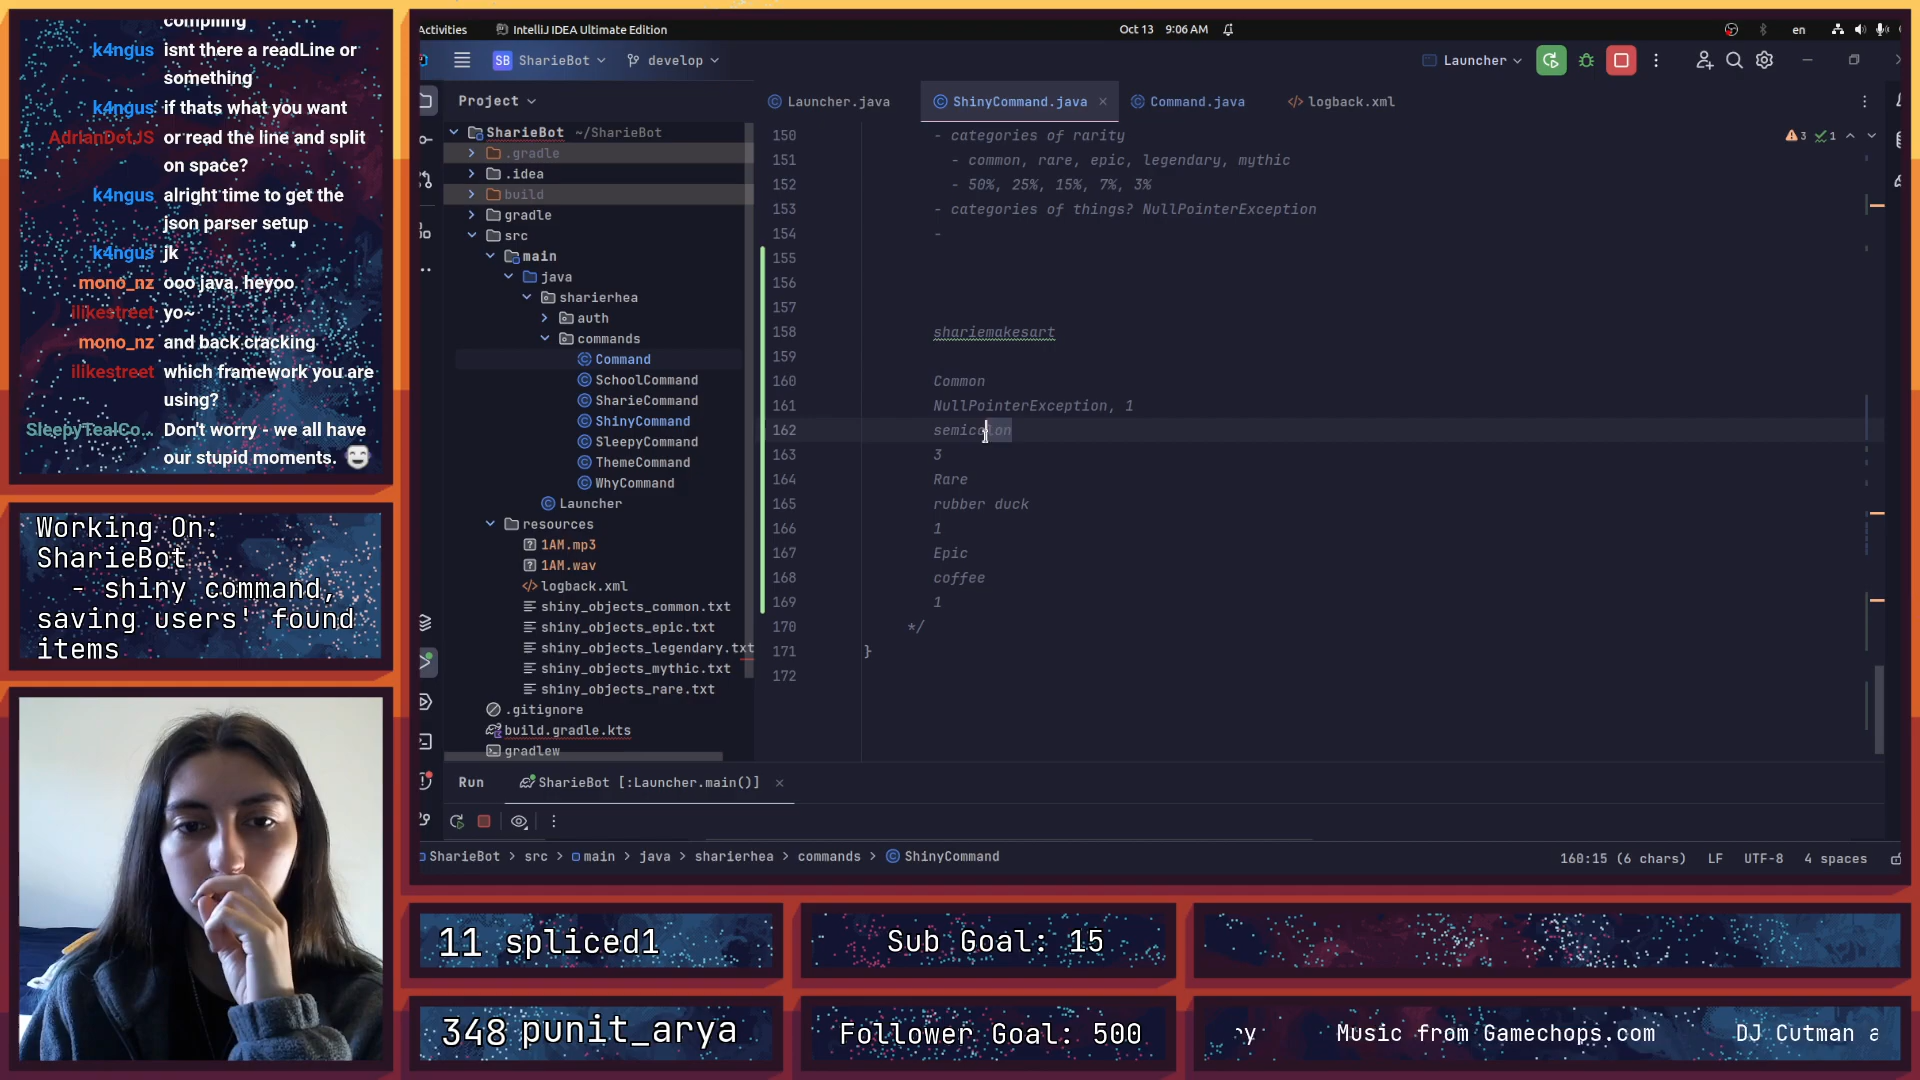 compiling
k4ngus isnt there a readLine or
something
k4ngus if thats what you want
AdrianDotJS or read the line and split
on space?
k4ngus alright time to get the
json parser setup
k4ngus jk
mono_nz ooo java. heyoo
ilikestreet yo~
mono_nz and back cracking
ilikestreet which framework you are
using?
SleepyTealCo... Don't worry - we all have
our stupid moments.
Working On:
SharieBot
- shiny command,
saving users' found
items
Activities IntelliJ IDEA Ultimate Edition Oct 13 9:06 AM en
SB SharieBot develop Launcher
Project
SharieBot ~/SharieBot
.gradle
.idea
build
gradle
src
main
java
sharierhea
auth
commands
Command
SchoolCommand
SharieCommand
ShinyCommand
SleepyCommand
ThemeCommand
WhyCommand
Launcher
resources
1AM.mp3
1AM.wav
logback.xml
shiny_objects_common.txt
shiny_objects_epic.txt
shiny_objects_legendary.txt
shiny_objects_mythic.txt
shiny_objects_rare.txt
.gitignore
build.gradle.kts
gradlew
Launcher.java ShinyCommand.java Command.java logback.xml
3 1
150 - categories of rarity
151 - common, rare, epic, legendary, mythic
152 - 50%, 25%, 15%, 7%, 3%
153 - categories of things? NullPointerException
154 -
155
156
157
158 shariemakesart
159
160 Common
161 NullPointerException, 1
162 semicolon
163 3
164 Rare
165 rubber duck
166 1
167 Epic
168 coffee
169 1
170 */
171 }
172
Run SharieBot [:Launcher.main()]
SharieBot > src > main > java > sharierhea > commands > ShinyCommand 160:15 (6 chars) LF UTF-8 4 spaces
11 spliced1
Sub Goal: 15
348 punit_arya
Follower Goal: 500
Music from Gamechops.com DJ Cutman